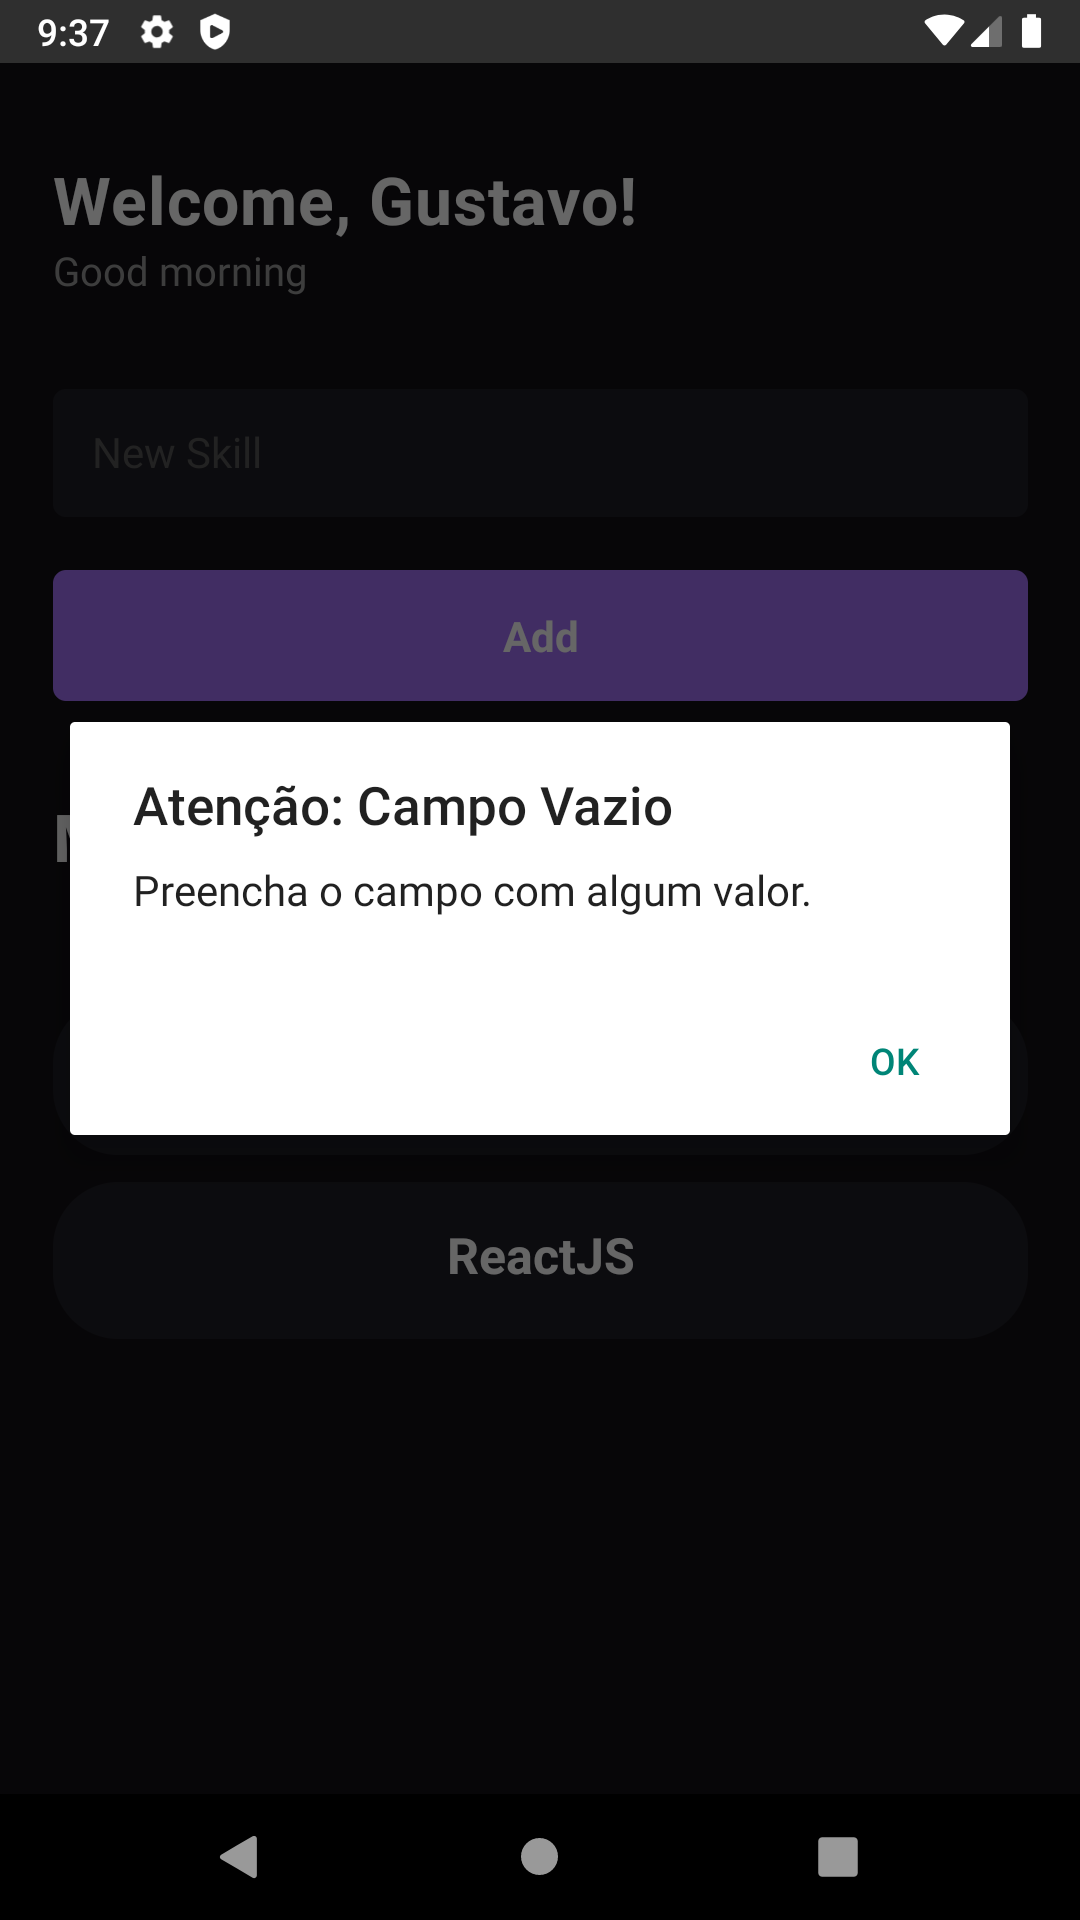 9:37
Welcome, Gustavo!
Good morning
New Skill
Add
Atenção: Campo Vazio
Preencha o campo com algum valor.
OK
ReactJS